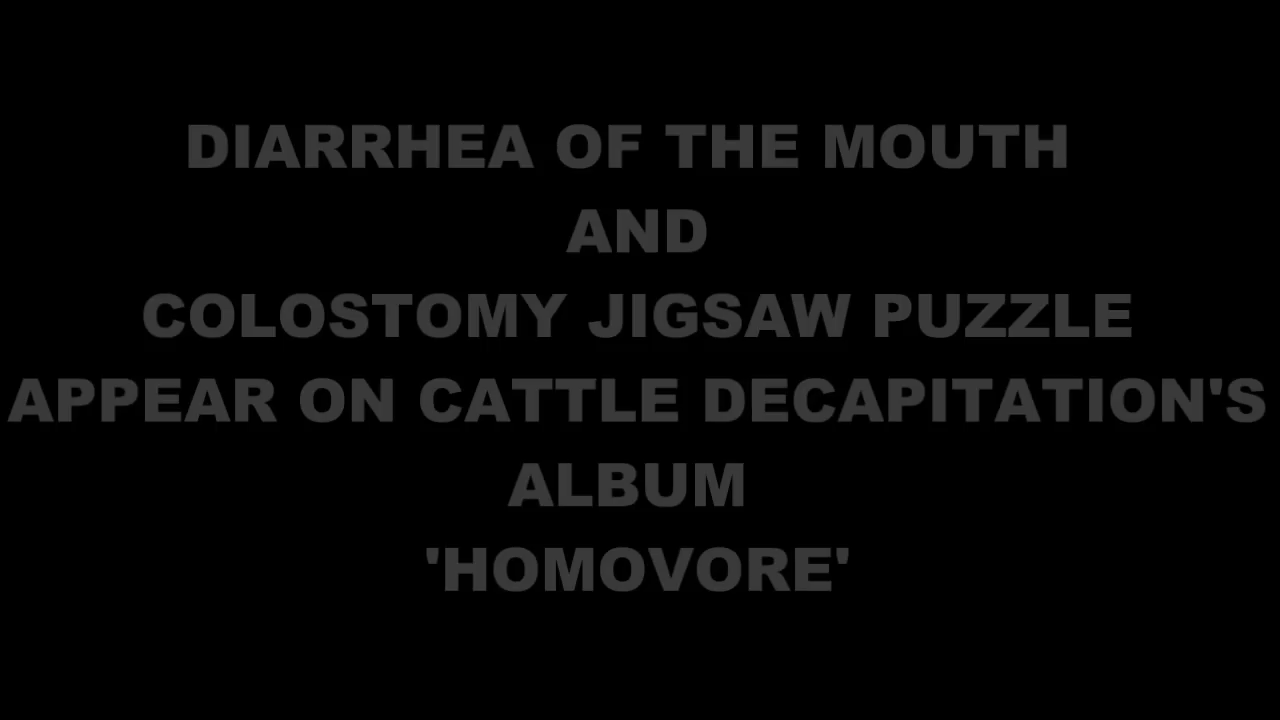 DIARRHEA OF THE MOUTH
AND
COLOSTOMY JIGSAW PUZZLE
APPEAR ON CATTLE DECAPITATION'S
ALBUM
'HOMOVORE'